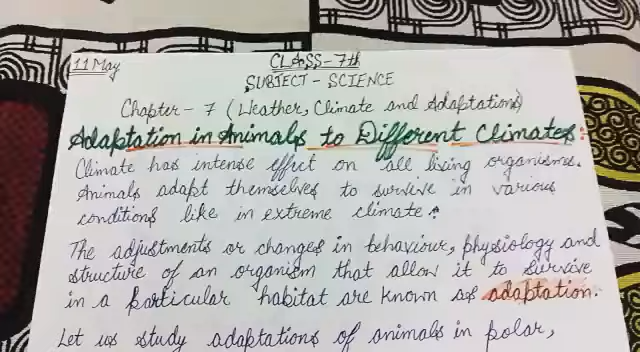 11 May
CLASS-7th
SUBJECT - SCIENCE
Chapter - 7 (Weather, Climate and Adaptations)
Adaptation in Animals to Different Climates:
Climate has intense effect on all living organisms.
Animals adapt themselves to survive in various
conditions like in extreme climate :
The adjustments or changes in behaviour, physiology and
structure of an organism that allow it to survive
in a particular habitat are known as adaptation.
Let us study adaptations of animals in polar,